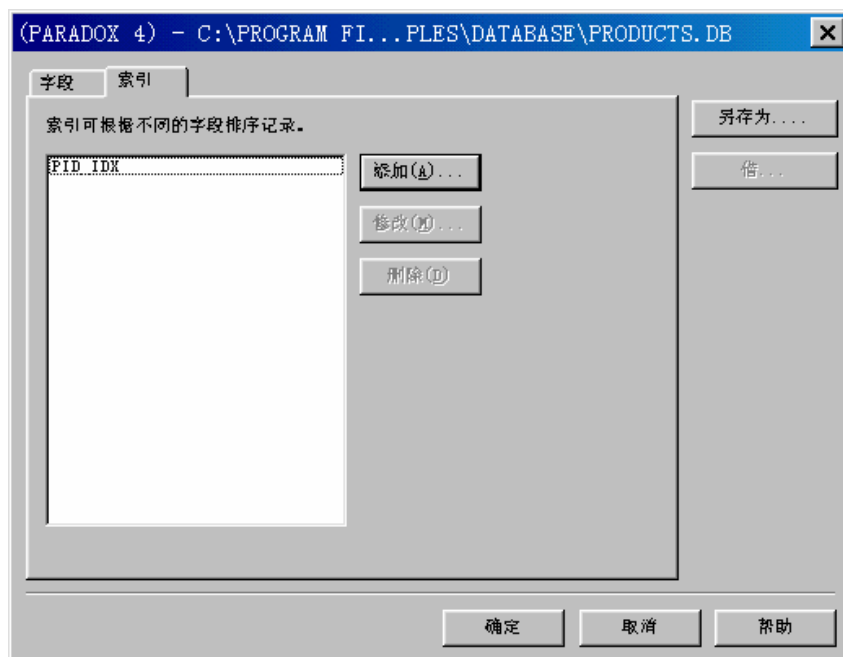 (PARADOX 4) - C:\PROGRAM FI...PLES\DATABASE\PRODUCTS.DB
字段 索引
索引可根据不同的字段排序记录。
另存为....
PID_IDX
添加(A)...
借...
修改(M)...
删除(D)
确定 取消 帮助